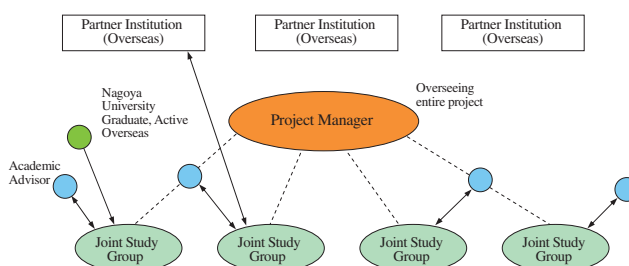 Partner Institution
(Overseas)
Partner Institution
(Overseas)
Partner Institution
(Overseas)
Nagoya
University
Graduate, Active
Overseas
Overseeing
entire project
Project Manager
Academic
Advisor
Joint Study
Group
Joint Study
Group
Joint Study
Group
Joint Study
Group